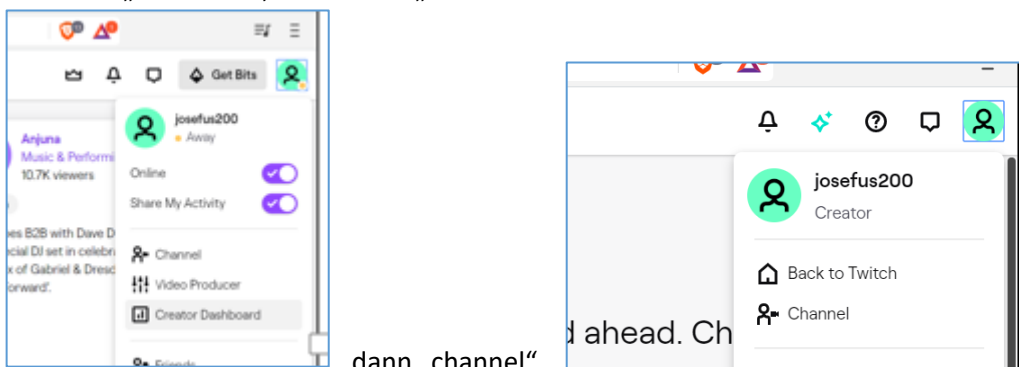 Get Bits
josefus200
Away
Anjuna
Music & Performi
10.7K viewers
Online
Share My Activity
es B2B with Dave D
cial DJ set in celebr
x of Gabriel & Dresd
orward'.
Channel
Video Producer
Creator Dashboard
Friends
dann „channel“
josefus200
Creator
Back to Twitch
Channel
d ahead. Ch